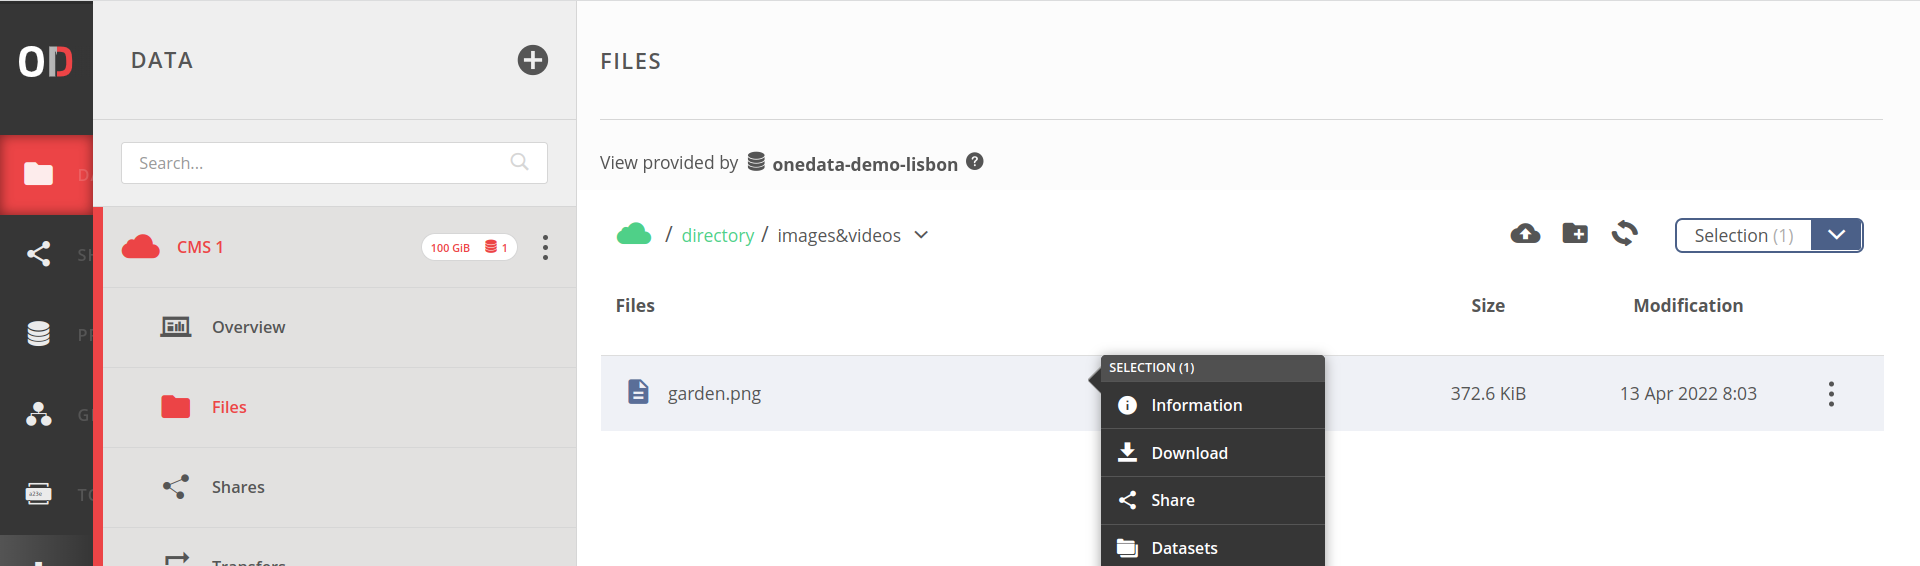 OD
DATA
Search...
CMS 1
100 GiB 1
Overview
Files
Shares
FILES
View provided by onedata-demo-lisbon ?
/ directory / images&videos
Selection (1)
Files Size Modification
garden.png 372.6 KiB 13 Apr 2022 8:03
SELECTION (1)
Information
Download
Share
Datasets